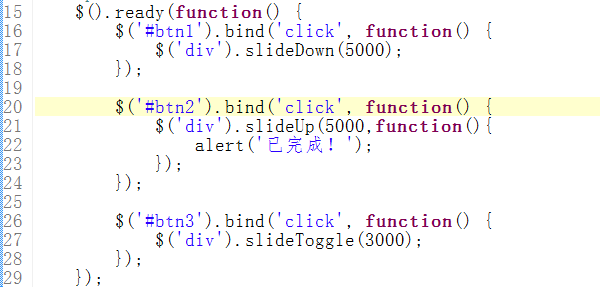 15 $().ready(function() {
16 $('#btn1').bind('click', function() {
17 $('div').slideDown(5000);
18 });
19
20 $('#btn2').bind('click', function() {
21 $('div').slideUp(5000,function(){
22 alert('已完成！');
23 });
24 });
25
26 $('#btn3').bind('click', function() {
27 $('div').slideToggle(3000);
28 });
29 });